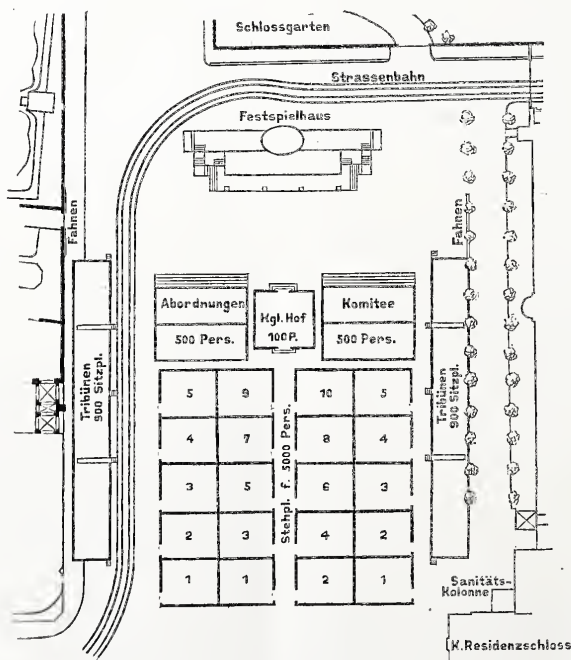 Schlossgarten
Strassenbahn
Festspielhaus
Fahnen
Fahnen
Abordnungen
500 Pers.
Kgl. Hof
100 P.
Komitee
500 Pers.
Tribünen
900 Sitzpl.
Tribünen
900 Sitzpl.
Stehpl. f. 5000 Pers.
5 9 10 5
4 7 8 4
3 5 6 3
2 3 4 2
1 1 2 1
Sanitäts-
Kolonne
K. Residenzschloss